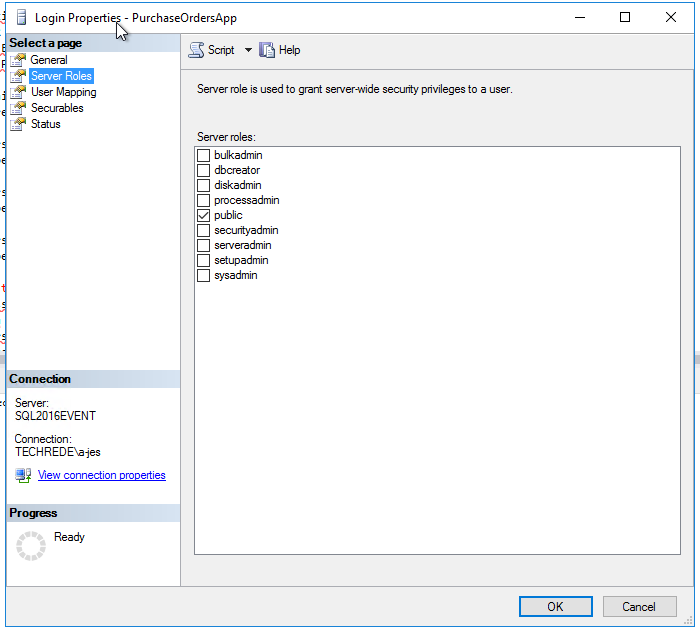 Login Properties - PurchaseOrdersApp
Select a page
General
Server Roles
User Mapping
Securables
Status
Script
Help
Server role is used to grant server-wide security privileges to a user.
Server roles:
bulkadmin
dbcreator
diskadmin
processadmin
public
securityadmin
serveradmin
setupadmin
sysadmin
Connection
Server:
SQL2016EVENT
Connection:
TECHREDE\a-jes
View connection properties
Progress
Ready
OK
Cancel